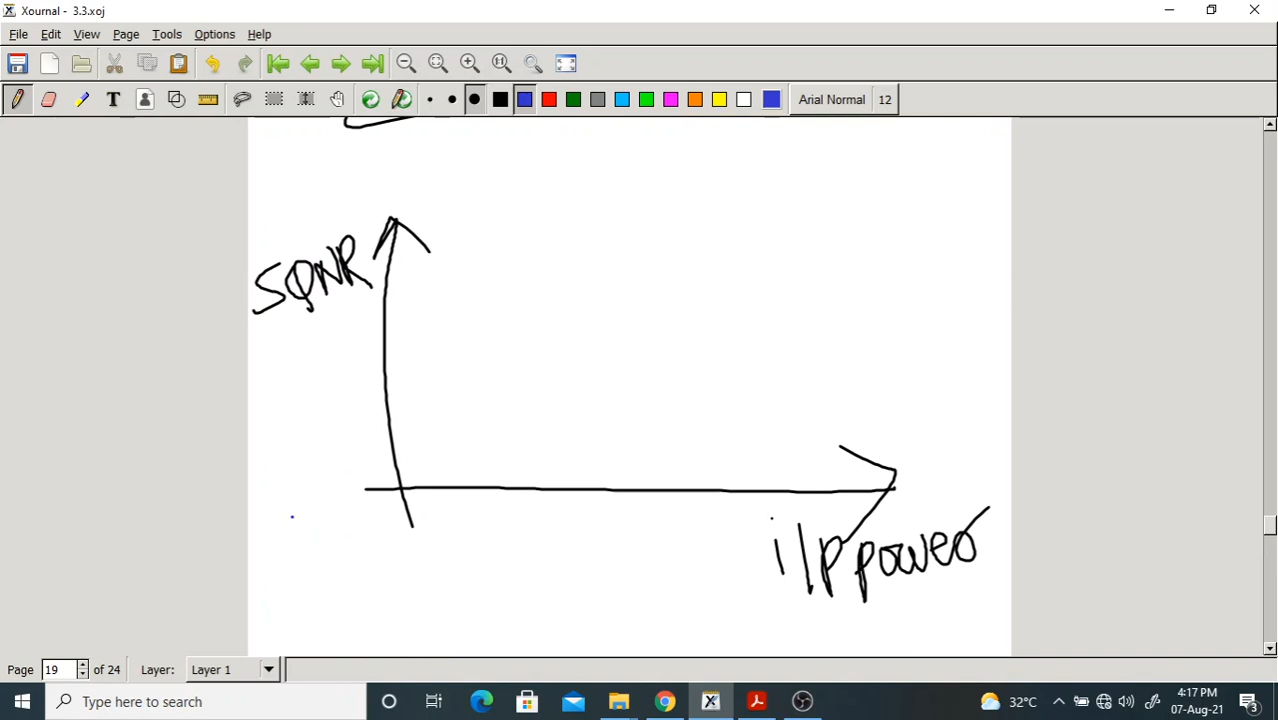 Xournal - 3.3.xoj
File Edit View Page Tools Options Help
Arial Normal 12
SQNR
i/p power
Page 19 of 24 Layer: Layer 1
Type here to search
32°C
4:17 PM
07-Aug-21
3